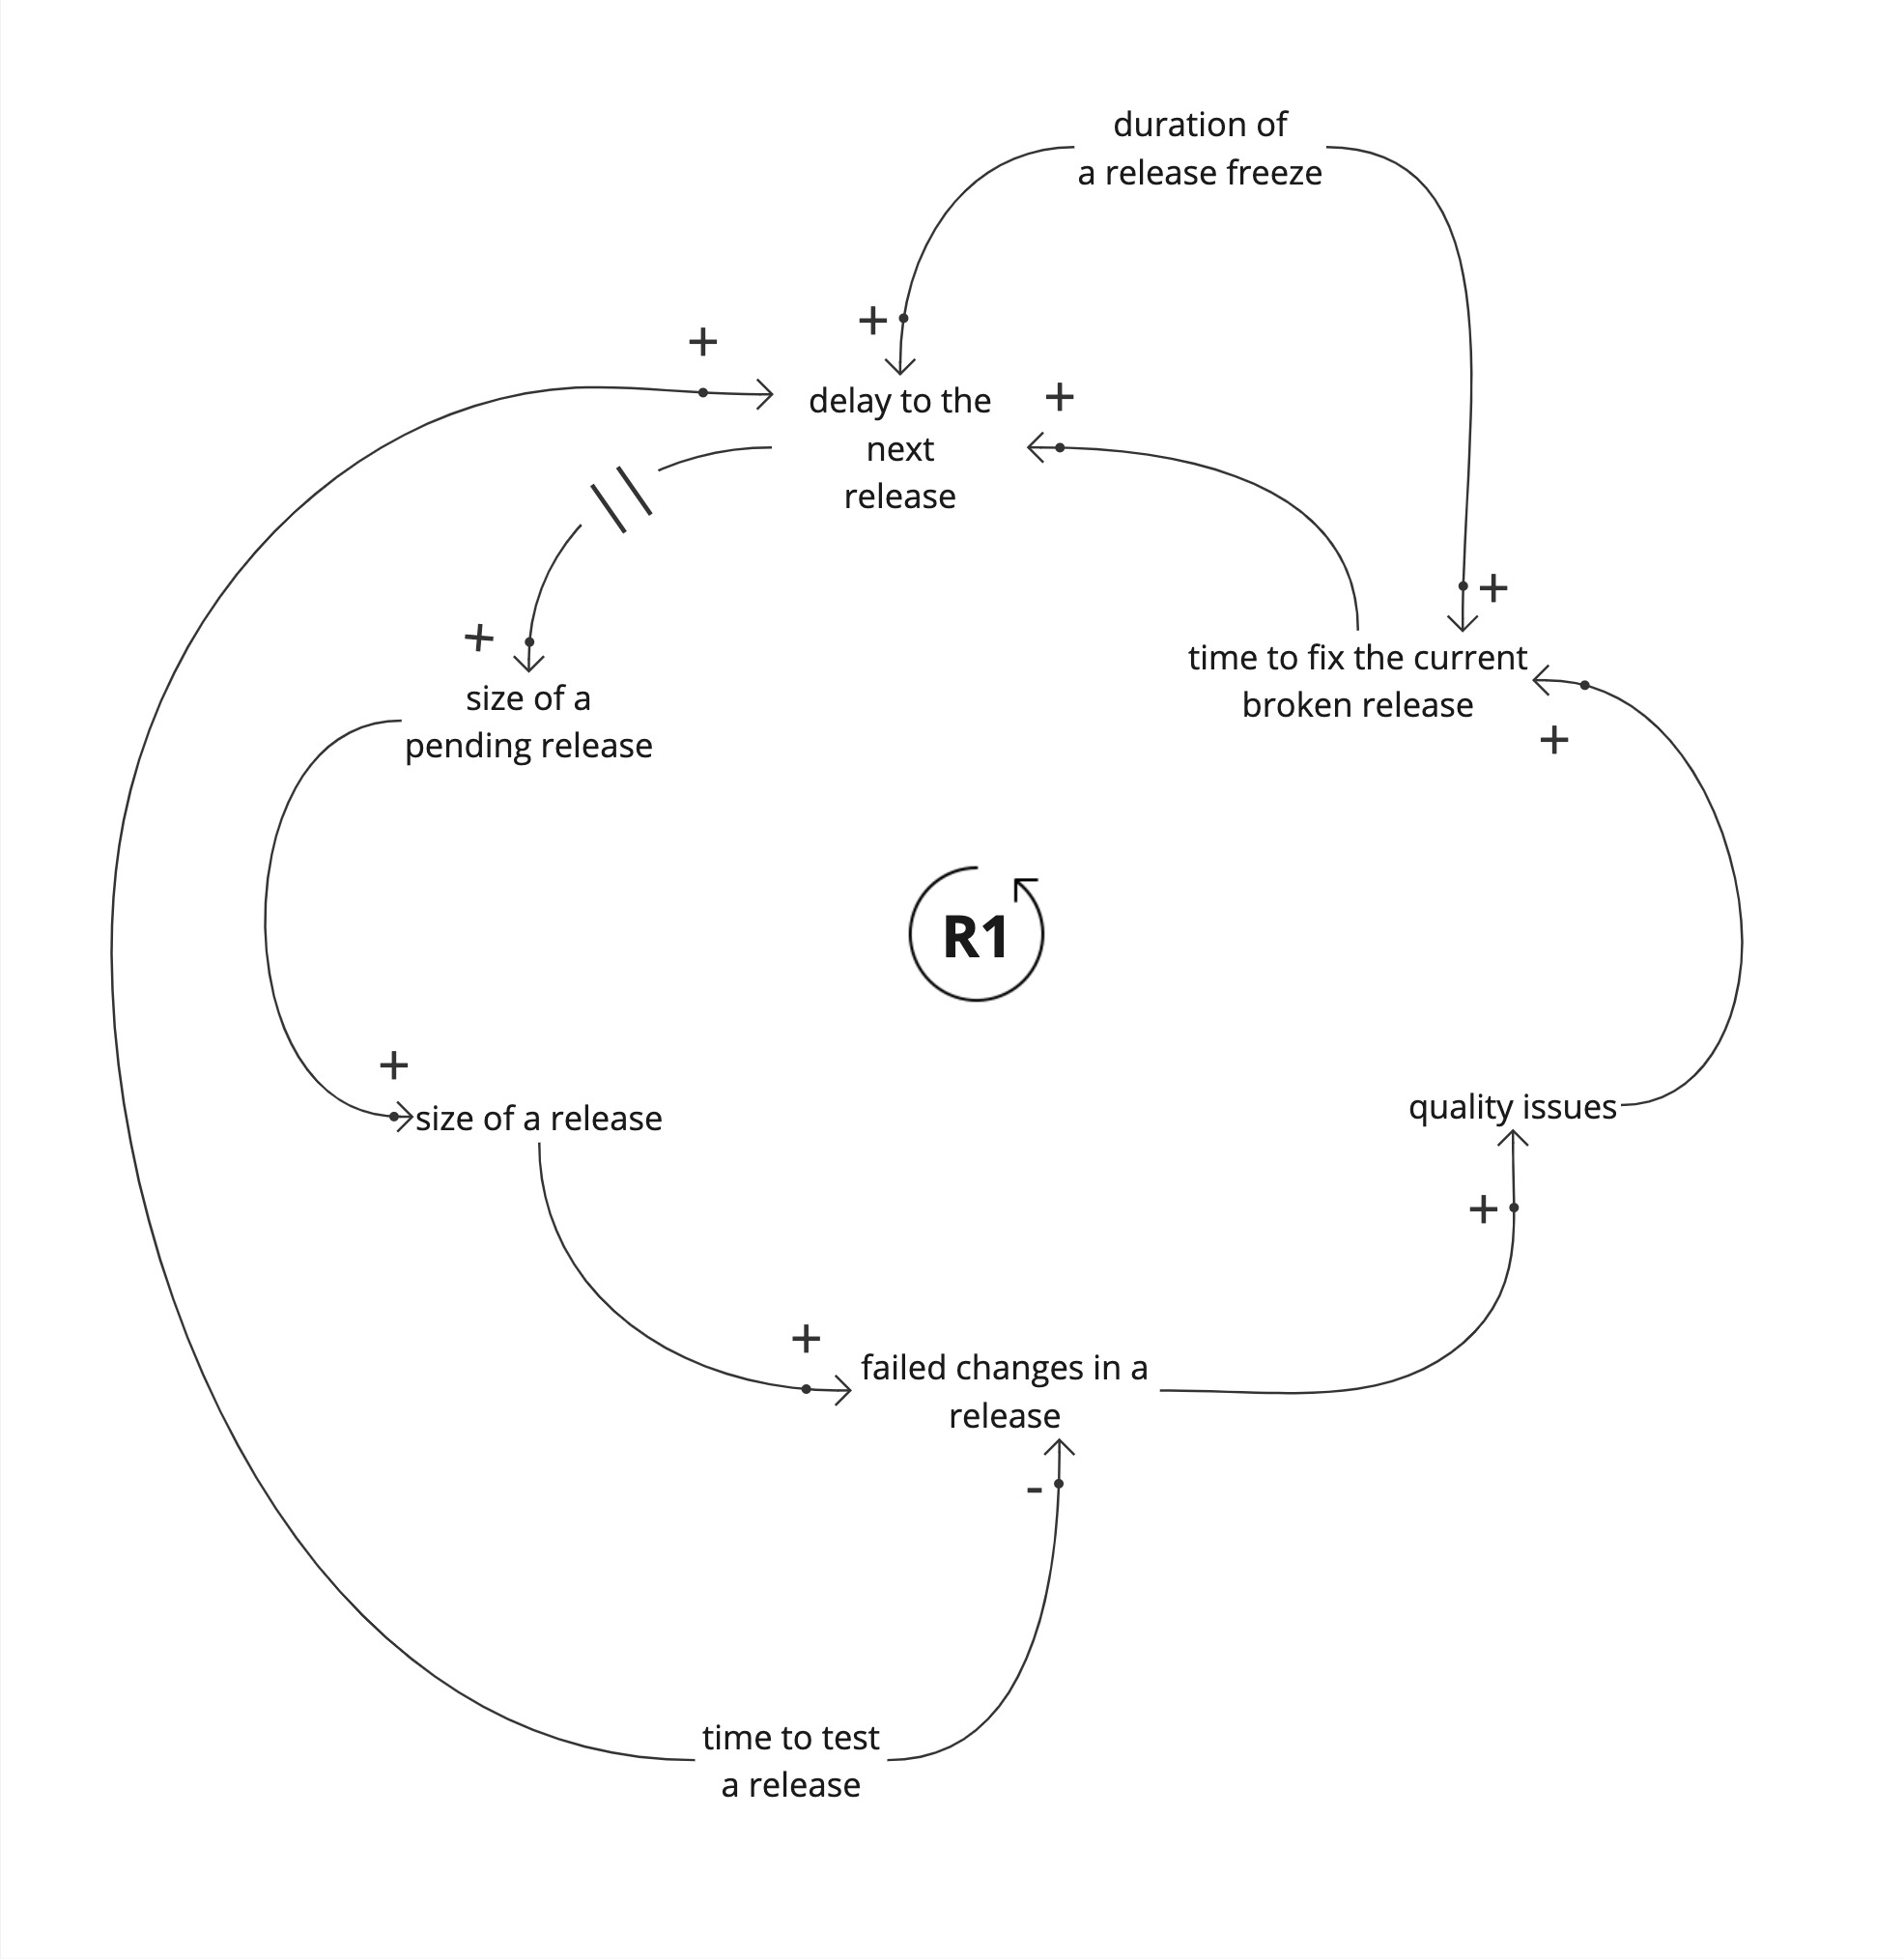 duration of
a release freeze
+
+
delay to the
next
release
+
+
+
size of a
pending release
time to fix the current
broken release
+
R1
+
size of a release
quality issues
+
+
failed changes in a
release
-
time to test
a release